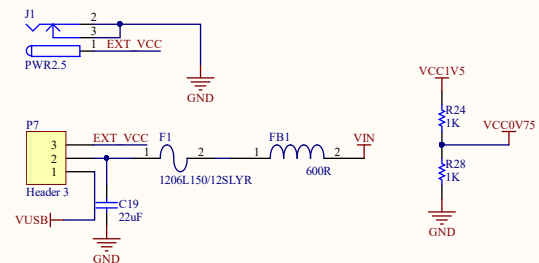 J1
2
3
1
EXT_VCC
PWR2.5
GND
P7
3
2
1
EXT_VCC
Header 3
VUSB
C19
22uF
GND
F1
1
2
1206L150/12SLYR
FB1
1
2
600R
VIN
VCC1V5
R24
1K
VCC0V75
R28
1K
GND